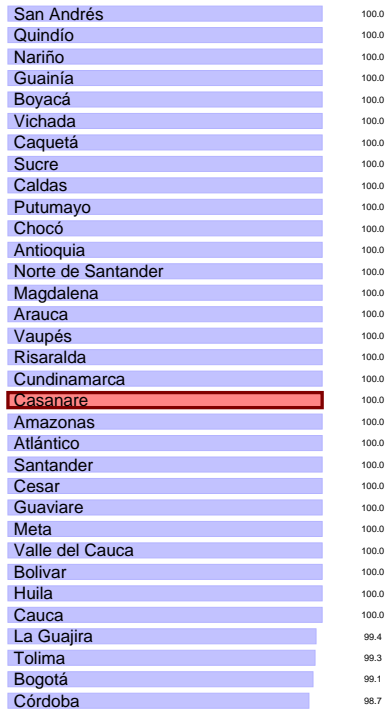 San Andrés 100.0
Quindío 100.0
Nariño 100.0
Guainía 100.0
Boyacá 100.0
Vichada 100.0
Caquetá 100.0
Sucre 100.0
Caldas 100.0
Putumayo 100.0
Chocó 100.0
Antioquia 100.0
Norte de Santander 100.0
Magdalena 100.0
Arauca 100.0
Vaupés 100.0
Risaralda 100.0
Cundinamarca 100.0
Casanare 100.0
Amazonas 100.0
Atlántico 100.0
Santander 100.0
Cesar 100.0
Guaviare 100.0
Meta 100.0
Valle del Cauca 100.0
Bolivar 100.0
Huila 100.0
Cauca 100.0
La Guajira 99.4
Tolima 99.3
Bogotá 99.1
Córdoba 98.7